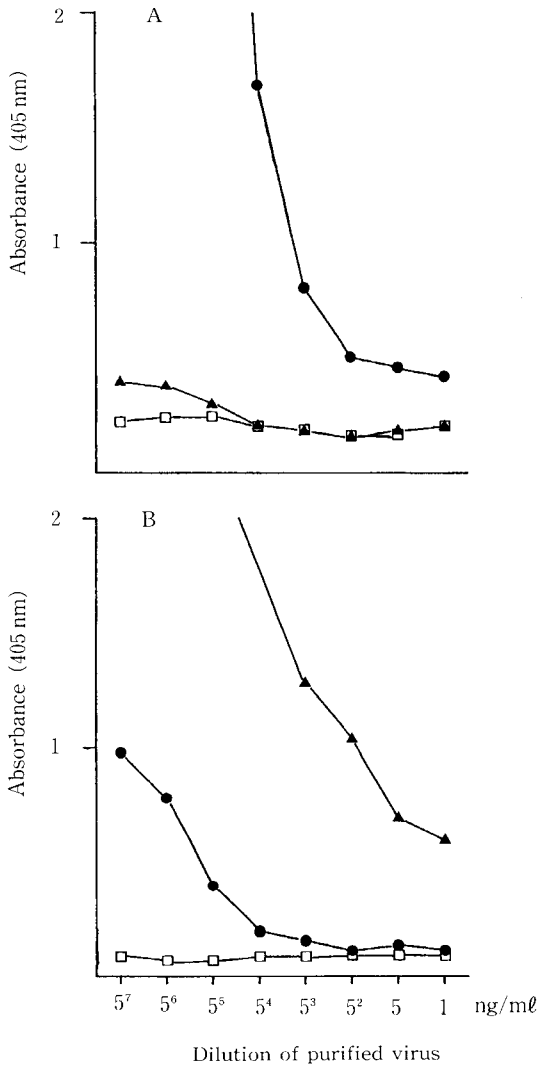 A
2
1
Absorbance (405 nm)
B
2
1
Absorbance (405 nm)
5⁷ 5⁶ 5⁵ 5⁴ 5³ 5² 5 1 ng/mℓ
Dilution of purified virus